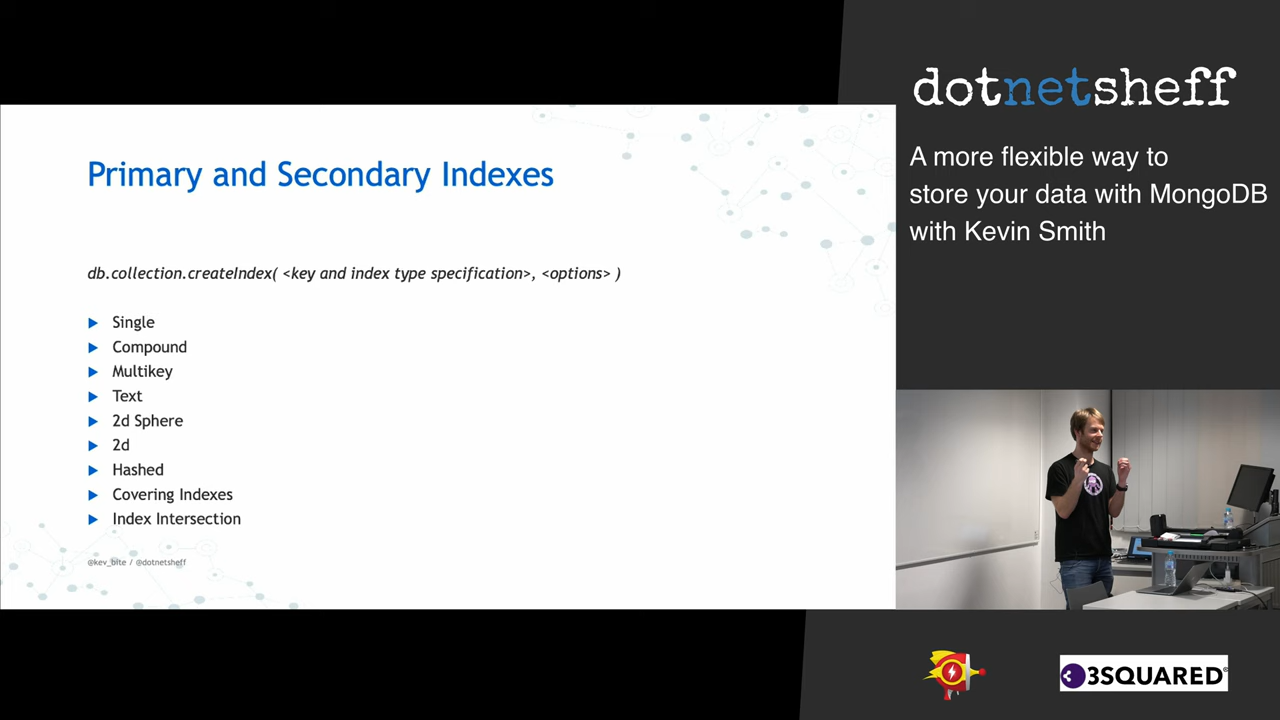 dotnetsheff
A more flexible way to
store your data with MongoDB
with Kevin Smith
Primary and Secondary Indexes
db.collection.createIndex( <key and index type specification>, <options> )
Single
Compound
Multikey
Text
2d Sphere
2d
Hashed
Covering Indexes
Index Intersection
@kev_bite / @dotnetsheff
3SQUARED